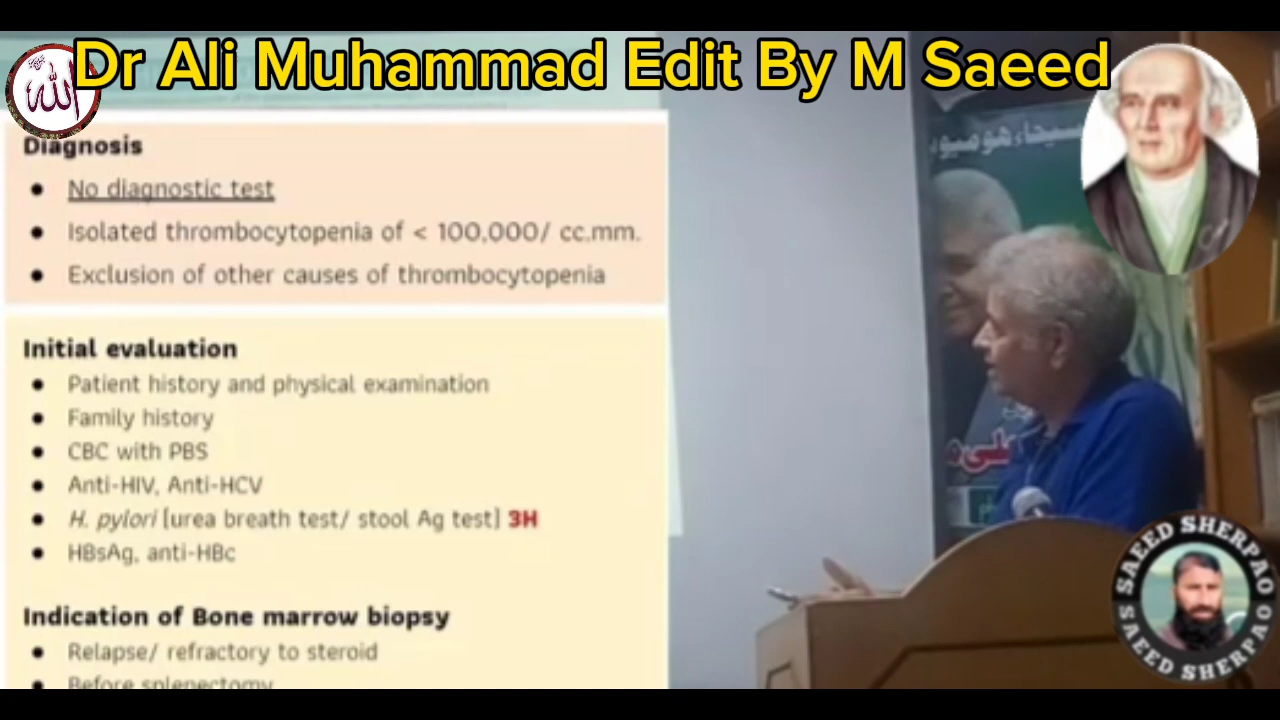 Dr Ali Muhammad Edit By M Saeed
الله
Diagnosis
● No diagnostic test
● Isolated thrombocytopenia of < 100,000/ cc.mm.
● Exclusion of other causes of thrombocytopenia
Initial evaluation
● Patient history and physical examination
● Family history
● CBC with PBS
● Anti-HIV, Anti-HCV
● H. pylori [urea breath test/ stool Ag test] 3H
● HBsAg, anti-HBc
Indication of Bone marrow biopsy
● Relapse/ refractory to steroid
● Before splenectomy
SAEED SHERPAO
SAEED SHERPAO